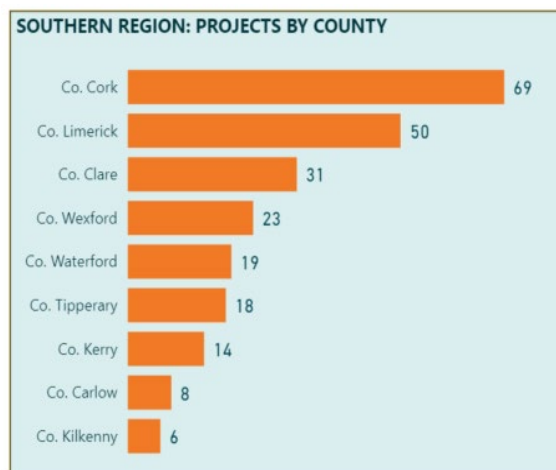 SOUTHERN REGION: PROJECTS BY COUNTY
Co. Cork 69
Co. Limerick 50
Co. Clare 31
Co. Wexford 23
Co. Waterford 19
Co. Tipperary 18
Co. Kerry 14
Co. Carlow 8
Co. Kilkenny 6